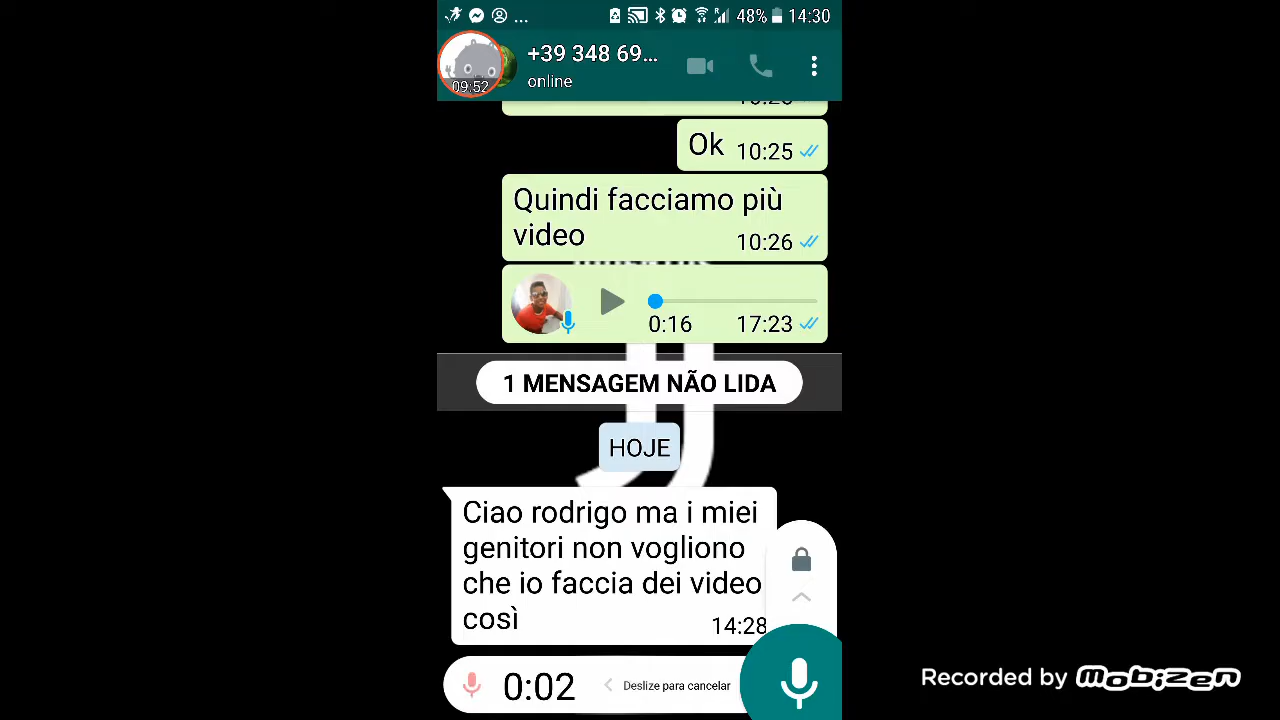 ... 48% 14:30
+39 348 69...
online
09:52
Ok 10:25
Quindi facciamo più
video 10:26
0:16 17:23
1 MENSAGEM NÃO LIDA
HOJE
Ciao rodrigo ma i miei
genitori non vogliono
che io faccia dei video
così 14:28
0:02 Deslize para cancelar
Recorded by mobizen